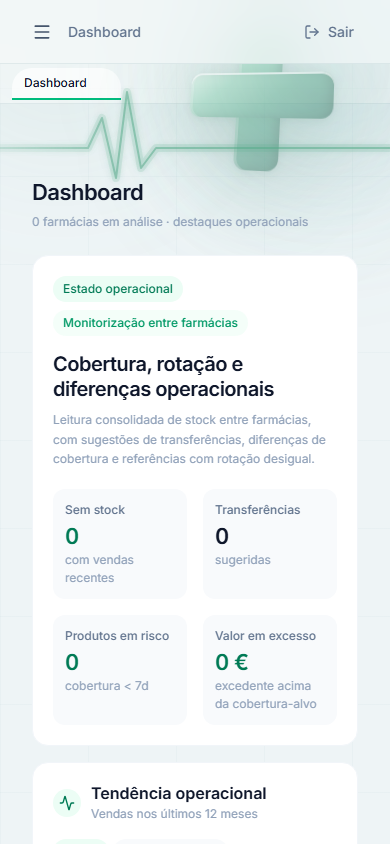 Dashboard
Sair
Dashboard
Dashboard
0 farmácias em análise · destaques operacionais
Estado operacional
Monitorização entre farmácias
Cobertura, rotação e
diferenças operacionais
Leitura consolidada de stock entre farmácias,
com sugestões de transferências, diferenças de
cobertura e referências com rotação desigual.
Sem stock
0
com vendas
recentes
Transferências
0
sugeridas
Produtos em risco
0
cobertura < 7d
Valor em excesso
0 €
excedente acima
da cobertura-alvo
Tendência operacional
Vendas nos últimos 12 meses